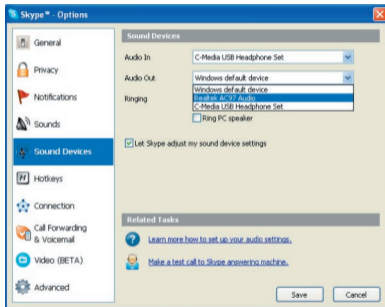 Skype™ - Options
General
Privacy
Notifications
Sounds
Sound Devices
Hotkeys
Connection
Call Forwarding
& Voicemail
Video (BETA)
Advanced
Sound Devices
Audio In
C-Media USB Headphone Set
Audio Out
Windows default device
Windows default device
Realtek AC97 Audio
C-Media USB Headphone Set
Ringing
Ring PC speaker
Let Skype adjust my sound device settings
Related Tasks
Learn more how to set up your audio settings.
Make a test call to Skype answering machine.
Save
Cancel